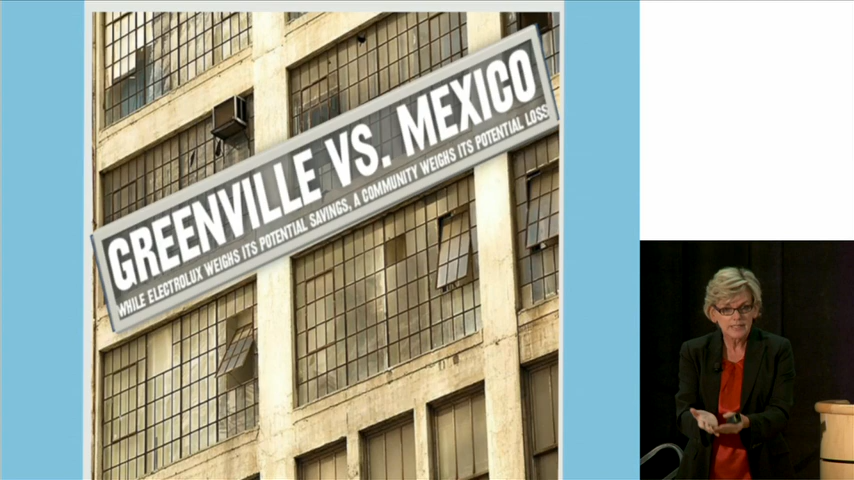 GREENVILLE VS. MEXICO
WHILE ELECTROLUX WEIGHS ITS POTENTIAL SAVINGS, A COMMUNITY WEIGHS ITS POTENTIAL LOSS